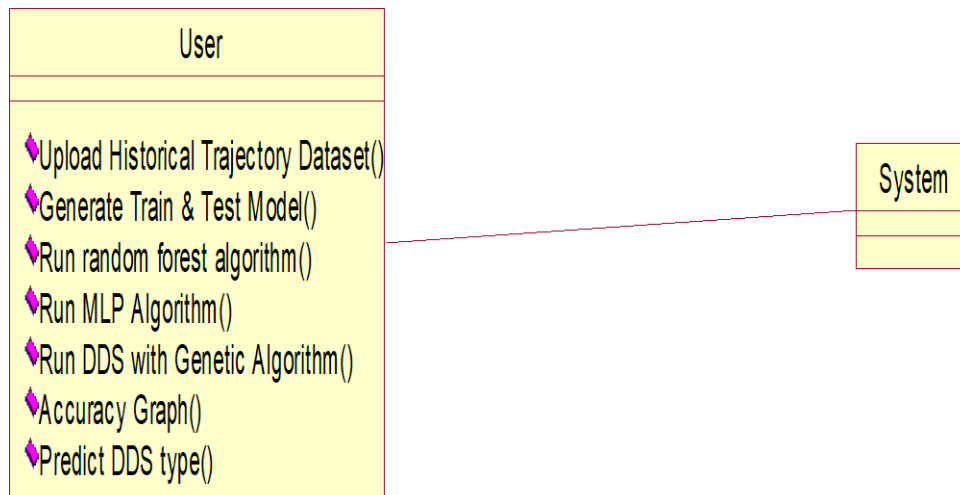 User
Upload Historical Trajectory Dataset()
Generate Train & Test Model()
Run random forest algorithm()
Run MLP Algorithm()
Run DDS with Genetic Algorithm()
Accuracy Graph()
Predict DDS type()
System